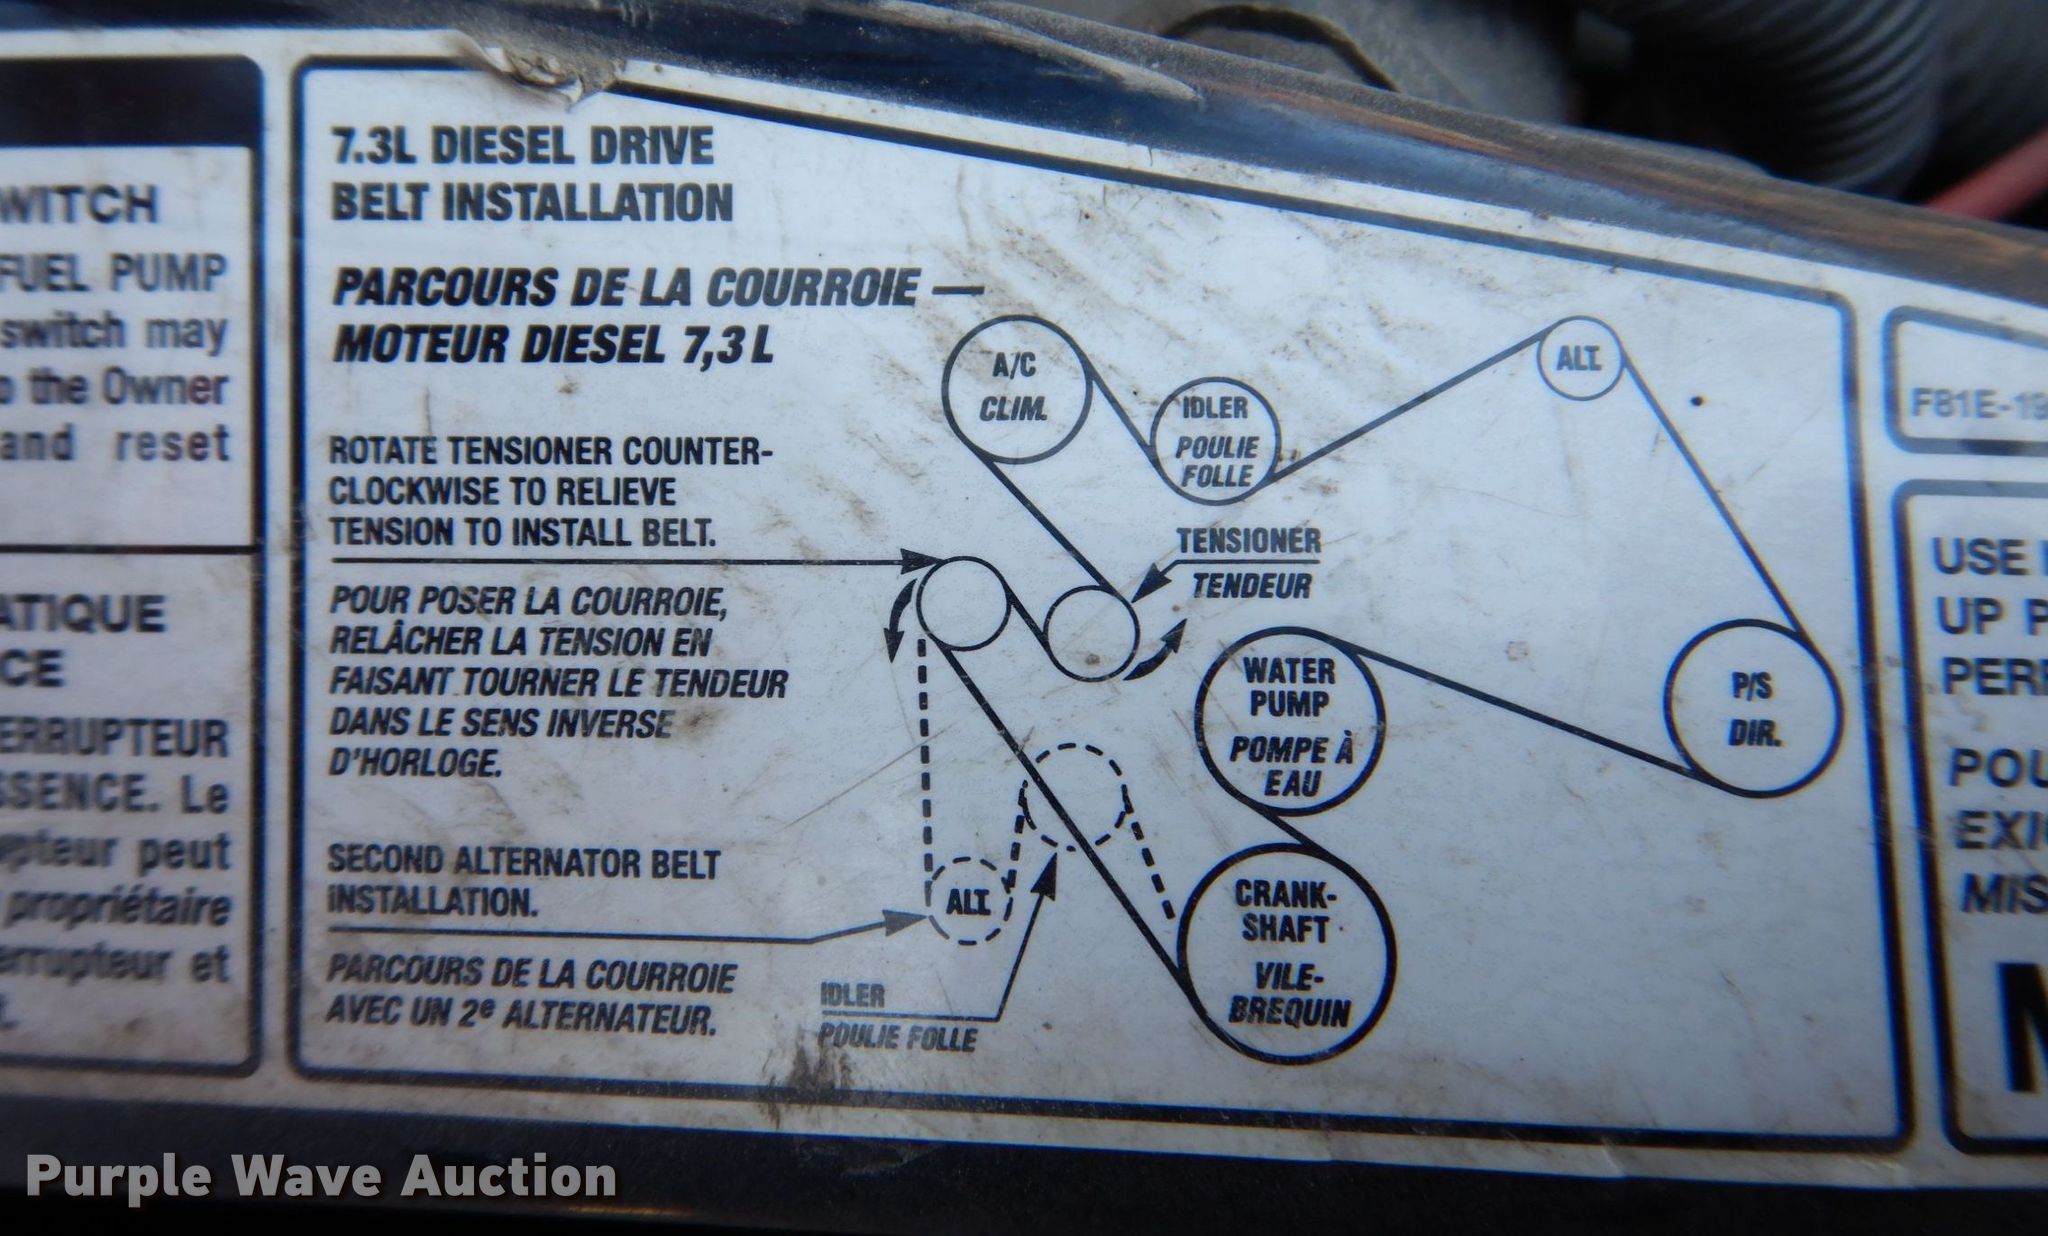 WITCH
FUEL PUMP
switch may
the Owner
and reset
ATIQUE
CE
ERRUPTEUR
SSENCE. Le
upteur peut
propriétaire
errupteur et
7.3L DIESEL DRIVE
BELT INSTALLATION
PARCOURS DE LA COURROIE —
MOTEUR DIESEL 7,3 L
ROTATE TENSIONER COUNTER-
CLOCKWISE TO RELIEVE
TENSION TO INSTALL BELT.
POUR POSER LA COURROIE,
RELÂCHER LA TENSION EN
FAISANT TOURNER LE TENDEUR
DANS LE SENS INVERSE
D'HORLOGE.
SECOND ALTERNATOR BELT
INSTALLATION.
PARCOURS DE LA COURROIE
AVEC UN 2e ALTERNATEUR.
A/C
CLIM.
IDLER
POULIE
FOLLE
ALT.
TENSIONER
TENDEUR
WATER
PUMP
POMPE À
EAU
P/S
DIR.
ALT.
IDLER
POULIE FOLLE
CRANK-
SHAFT
VILE-
BREQUIN
F81E-19
USE
UP P
PER
POU
EXI
MIS
Purple Wave Auction